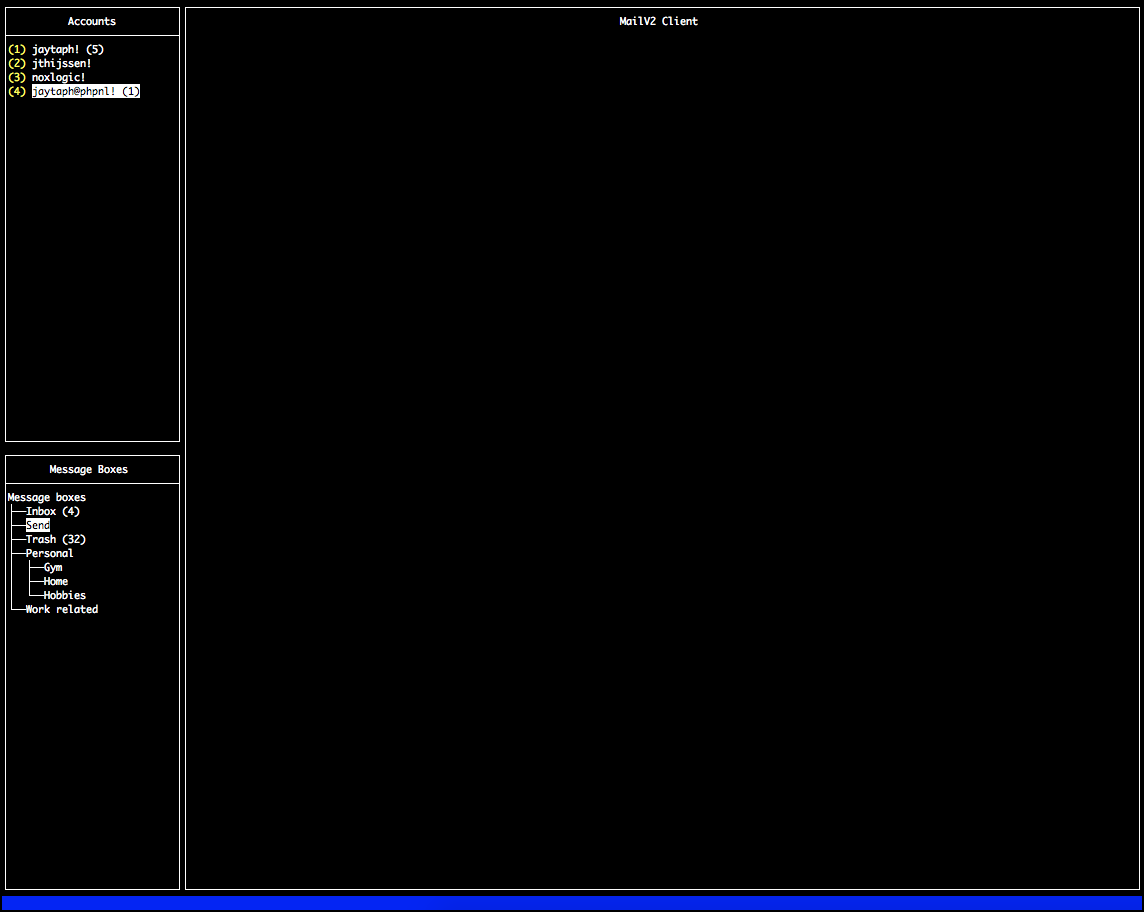 Accounts
(1) jaytaph! (5)
(2) jthijssen!
(3) noxlogic!
(4) jaytaph@phpnl! (1)
Message Boxes
Message boxes
Inbox (4)
Send
Trash (32)
Personal
Gym
Home
Hobbies
Work related
MailV2 Client